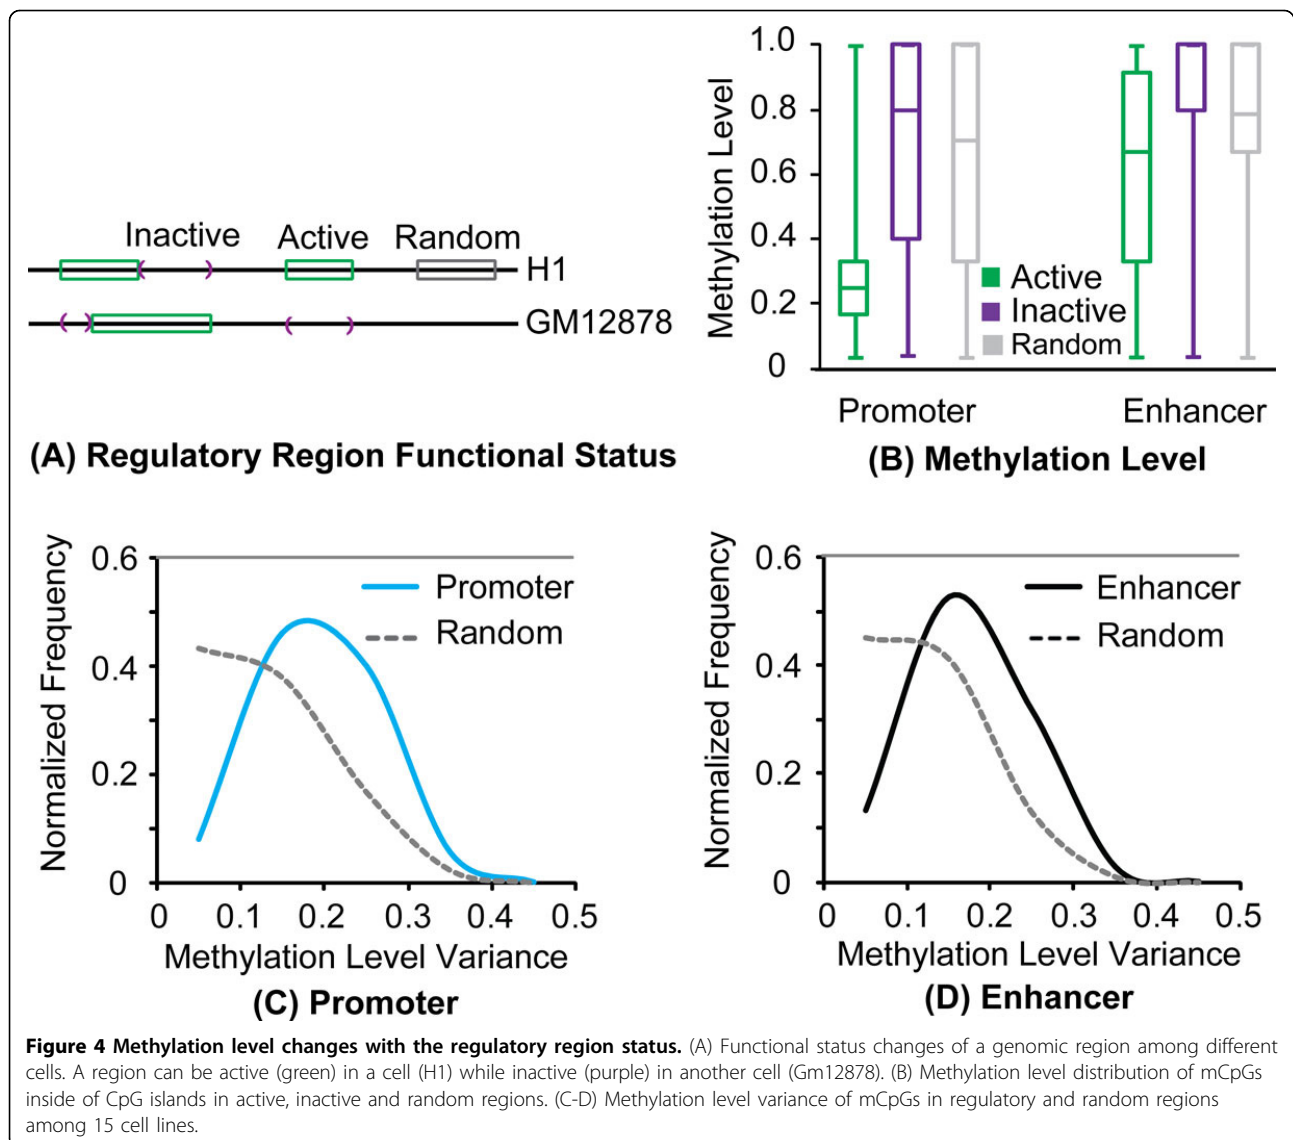 Inactive Active Random
H1
GM12878
(A) Regulatory Region Functional Status
Methylation Level
1.0
0.8
0.6
0.4
0.2
0
Active
Inactive
Random
Promoter Enhancer
(B) Methylation Level
Normalized Frequency
0.6
0.4
0.2
0
Promoter
Random
0 0.1 0.2 0.3 0.4 0.5
Methylation Level Variance
(C) Promoter
Normalized Frequency
0.6
0.4
0.2
0
Enhancer
Random
0 0.1 0.2 0.3 0.4 0.5
Methylation Level Variance
(D) Enhancer
Figure 4 Methylation level changes with the regulatory region status. (A) Functional status changes of a genomic region among different
cells. A region can be active (green) in a cell (H1) while inactive (purple) in another cell (Gm12878). (B) Methylation level distribution of mCpGs
inside of CpG islands in active, inactive and random regions. (C-D) Methylation level variance of mCpGs in regulatory and random regions
among 15 cell lines.